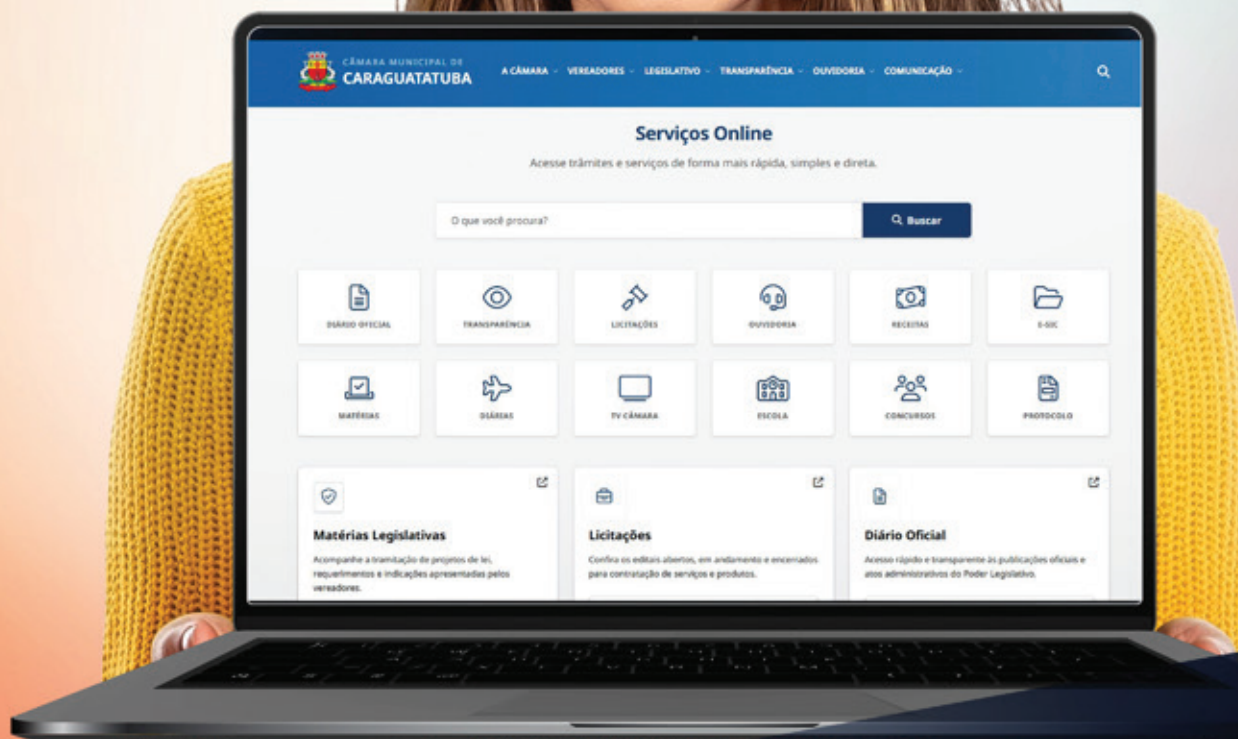 CÂMARA MUNICIPAL DE
CARAGUATATUBA
A CÂMARA
VEREADORES
LEGISLATIVO
TRANSPARÊNCIA
OUVIDORIA
COMUNICAÇÃO
Serviços Online
Acesse trâmites e serviços de forma mais rápida, simples e direta.
O que você procura?
Buscar
DIÁRIO OFICIAL
TRANSPARÊNCIA
LICITAÇÕES
OUVIDORIA
RECEITAS
E-SIC
MATÉRIAS
DIÁRIAS
TV CÂMARA
ESCOLA
CONCURSOS
PROTOCOLO
Matérias Legislativas
Acompanhe a tramitação de projetos de lei,
requerimentos e indicações apresentadas pelos
vereadores.
Licitações
Confira os editais abertos, em andamento e encerrados
para contratação de serviços e produtos.
Diário Oficial
Acesso rápido e transparente às publicações oficiais e
atos administrativos do Poder Legislativo.